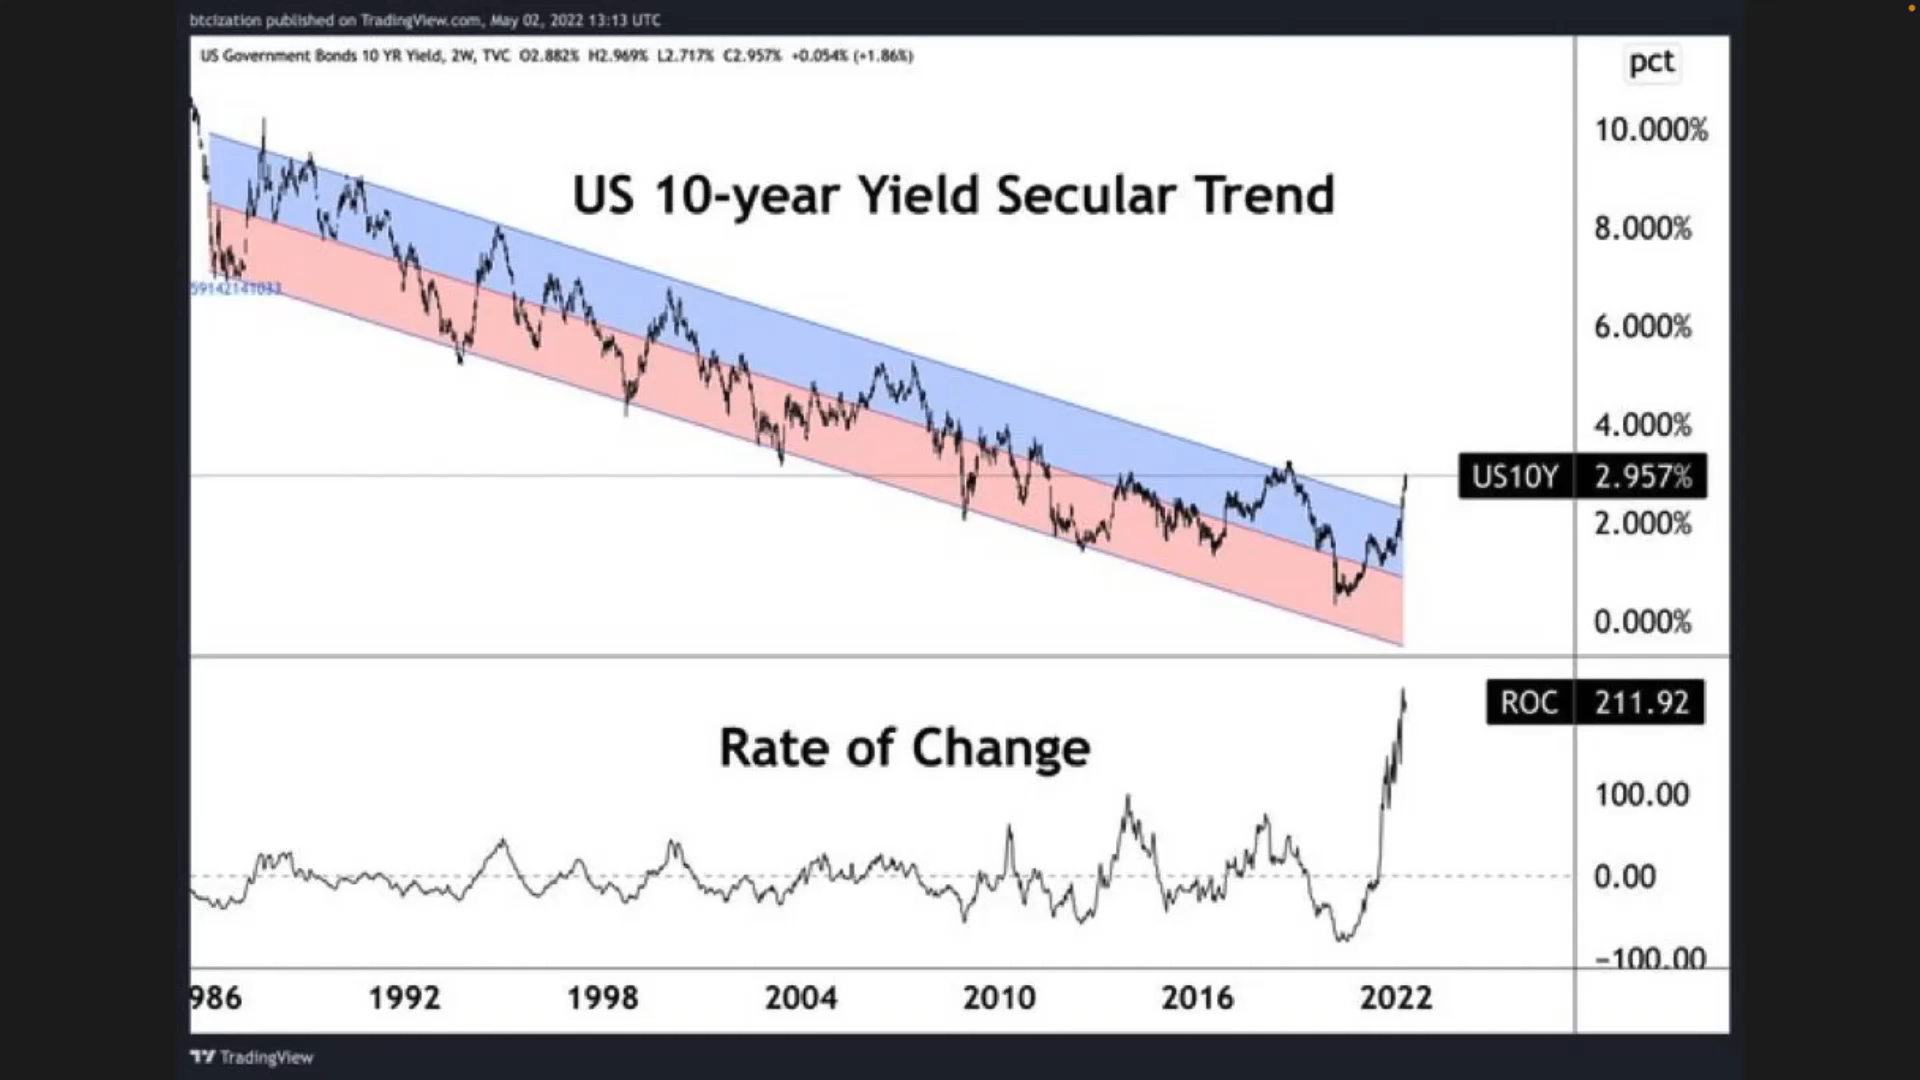 btcization published on TradingView.com, May 02, 2022 13:13 UTC
US Government Bonds 10 YR Yield, 2W, TVC O2.882% H2.969% L2.717% C2.957% +0.054% (+1.86%)
pct
10.000%
US 10-year Yield Secular Trend
8.000%
59142141033
6.000%
4.000%
US10Y 2.957%
2.000%
0.000%
ROC 211.92
Rate of Change
100.00
0.00
-100.00
986 1992 1998 2004 2010 2016 2022
TradingView